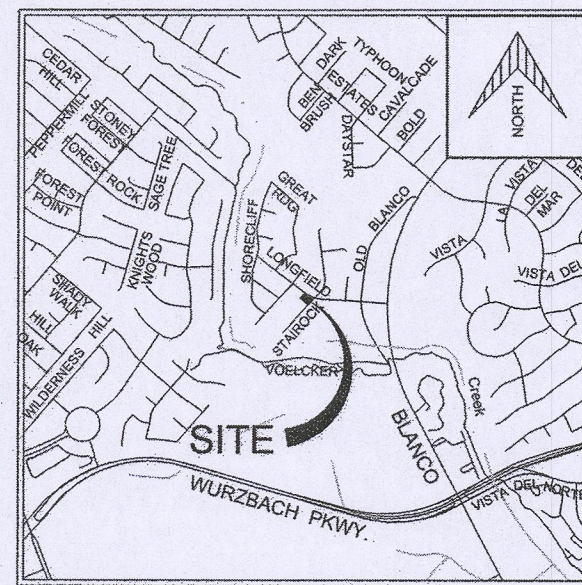 CEDAR
HILL
PEPPERMILL
STONEY
FOREST
FOREST
ROCK
SAGE TREE
FOREST
POINT
KNIGHTS
WOOD
SHADY
WALK
HILL
OAK
WILDERNESS HILL
DARK
TYPHOON
ESTATES
CAVALCADE
BEN
BRUSH
DAYSTAR
BOLD
NORTH
GREAT
SHORECLIFF
LONGFIELD
STAIROCK
VOELCKER
OLD BLANCO
VISTA
LA VISTA
DEL
MAR
VISTA DEL
Creek
BLANCO
SITE
WURZBACH PKWY.
VISTA DEL NORTE